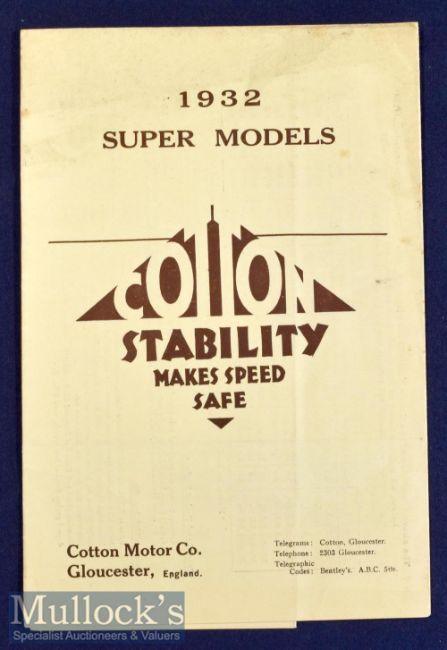 1932
SUPER MODELS
COTTON
STABILITY
MAKES SPEED
SAFE
Cotton Motor Co.
Gloucester, England.
Telegrams: Cotton, Gloucester.
Telephone: 2303 Gloucester.
Telegraphic
Codes: Bentley's. A.B.C. 5th.
Mullock's
Specialist Auctioneers & Valuers